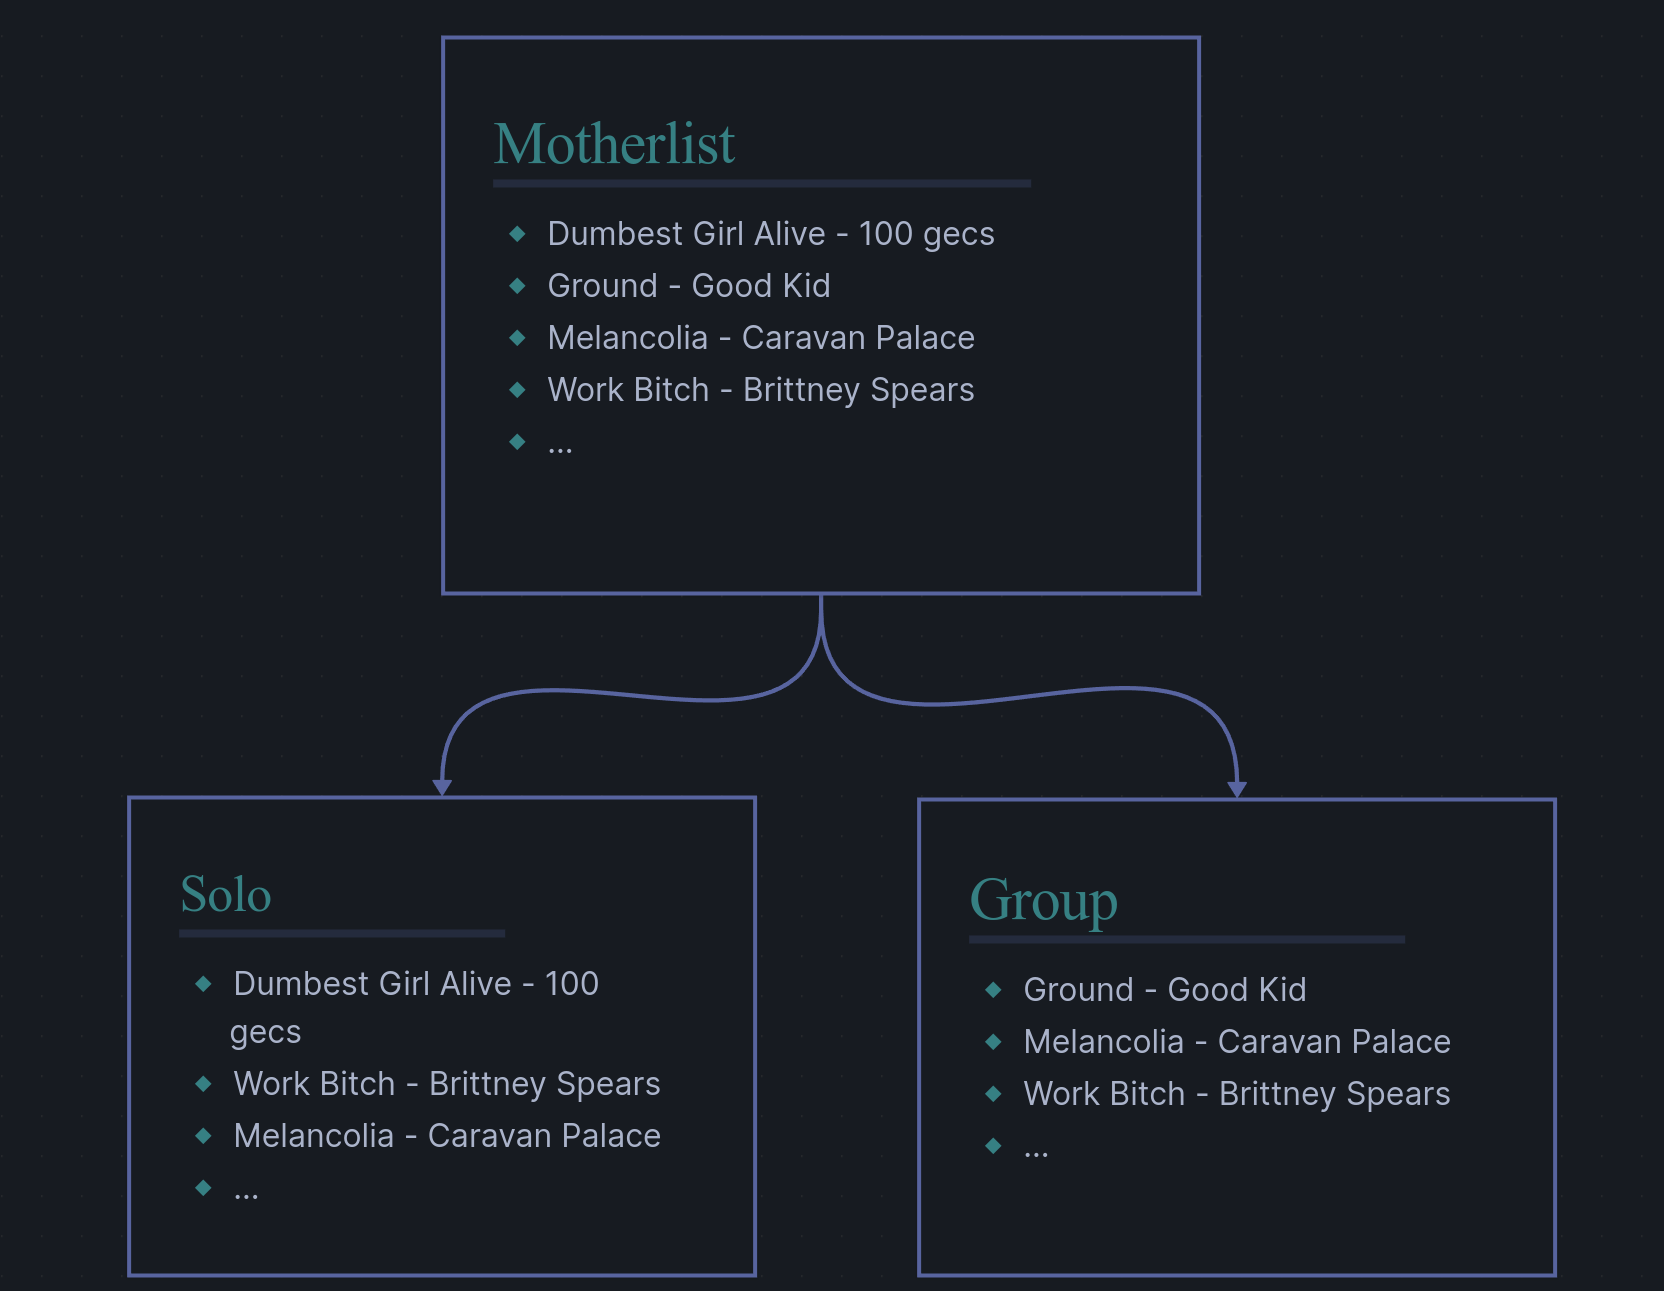 Motherlist
Dumbest Girl Alive - 100 gecs
Ground - Good Kid
Melancolia - Caravan Palace
Work Bitch - Brittney Spears
...
Solo
Dumbest Girl Alive - 100
gecs
Work Bitch - Brittney Spears
Melancolia - Caravan Palace
...
Group
Ground - Good Kid
Melancolia - Caravan Palace
Work Bitch - Brittney Spears
...